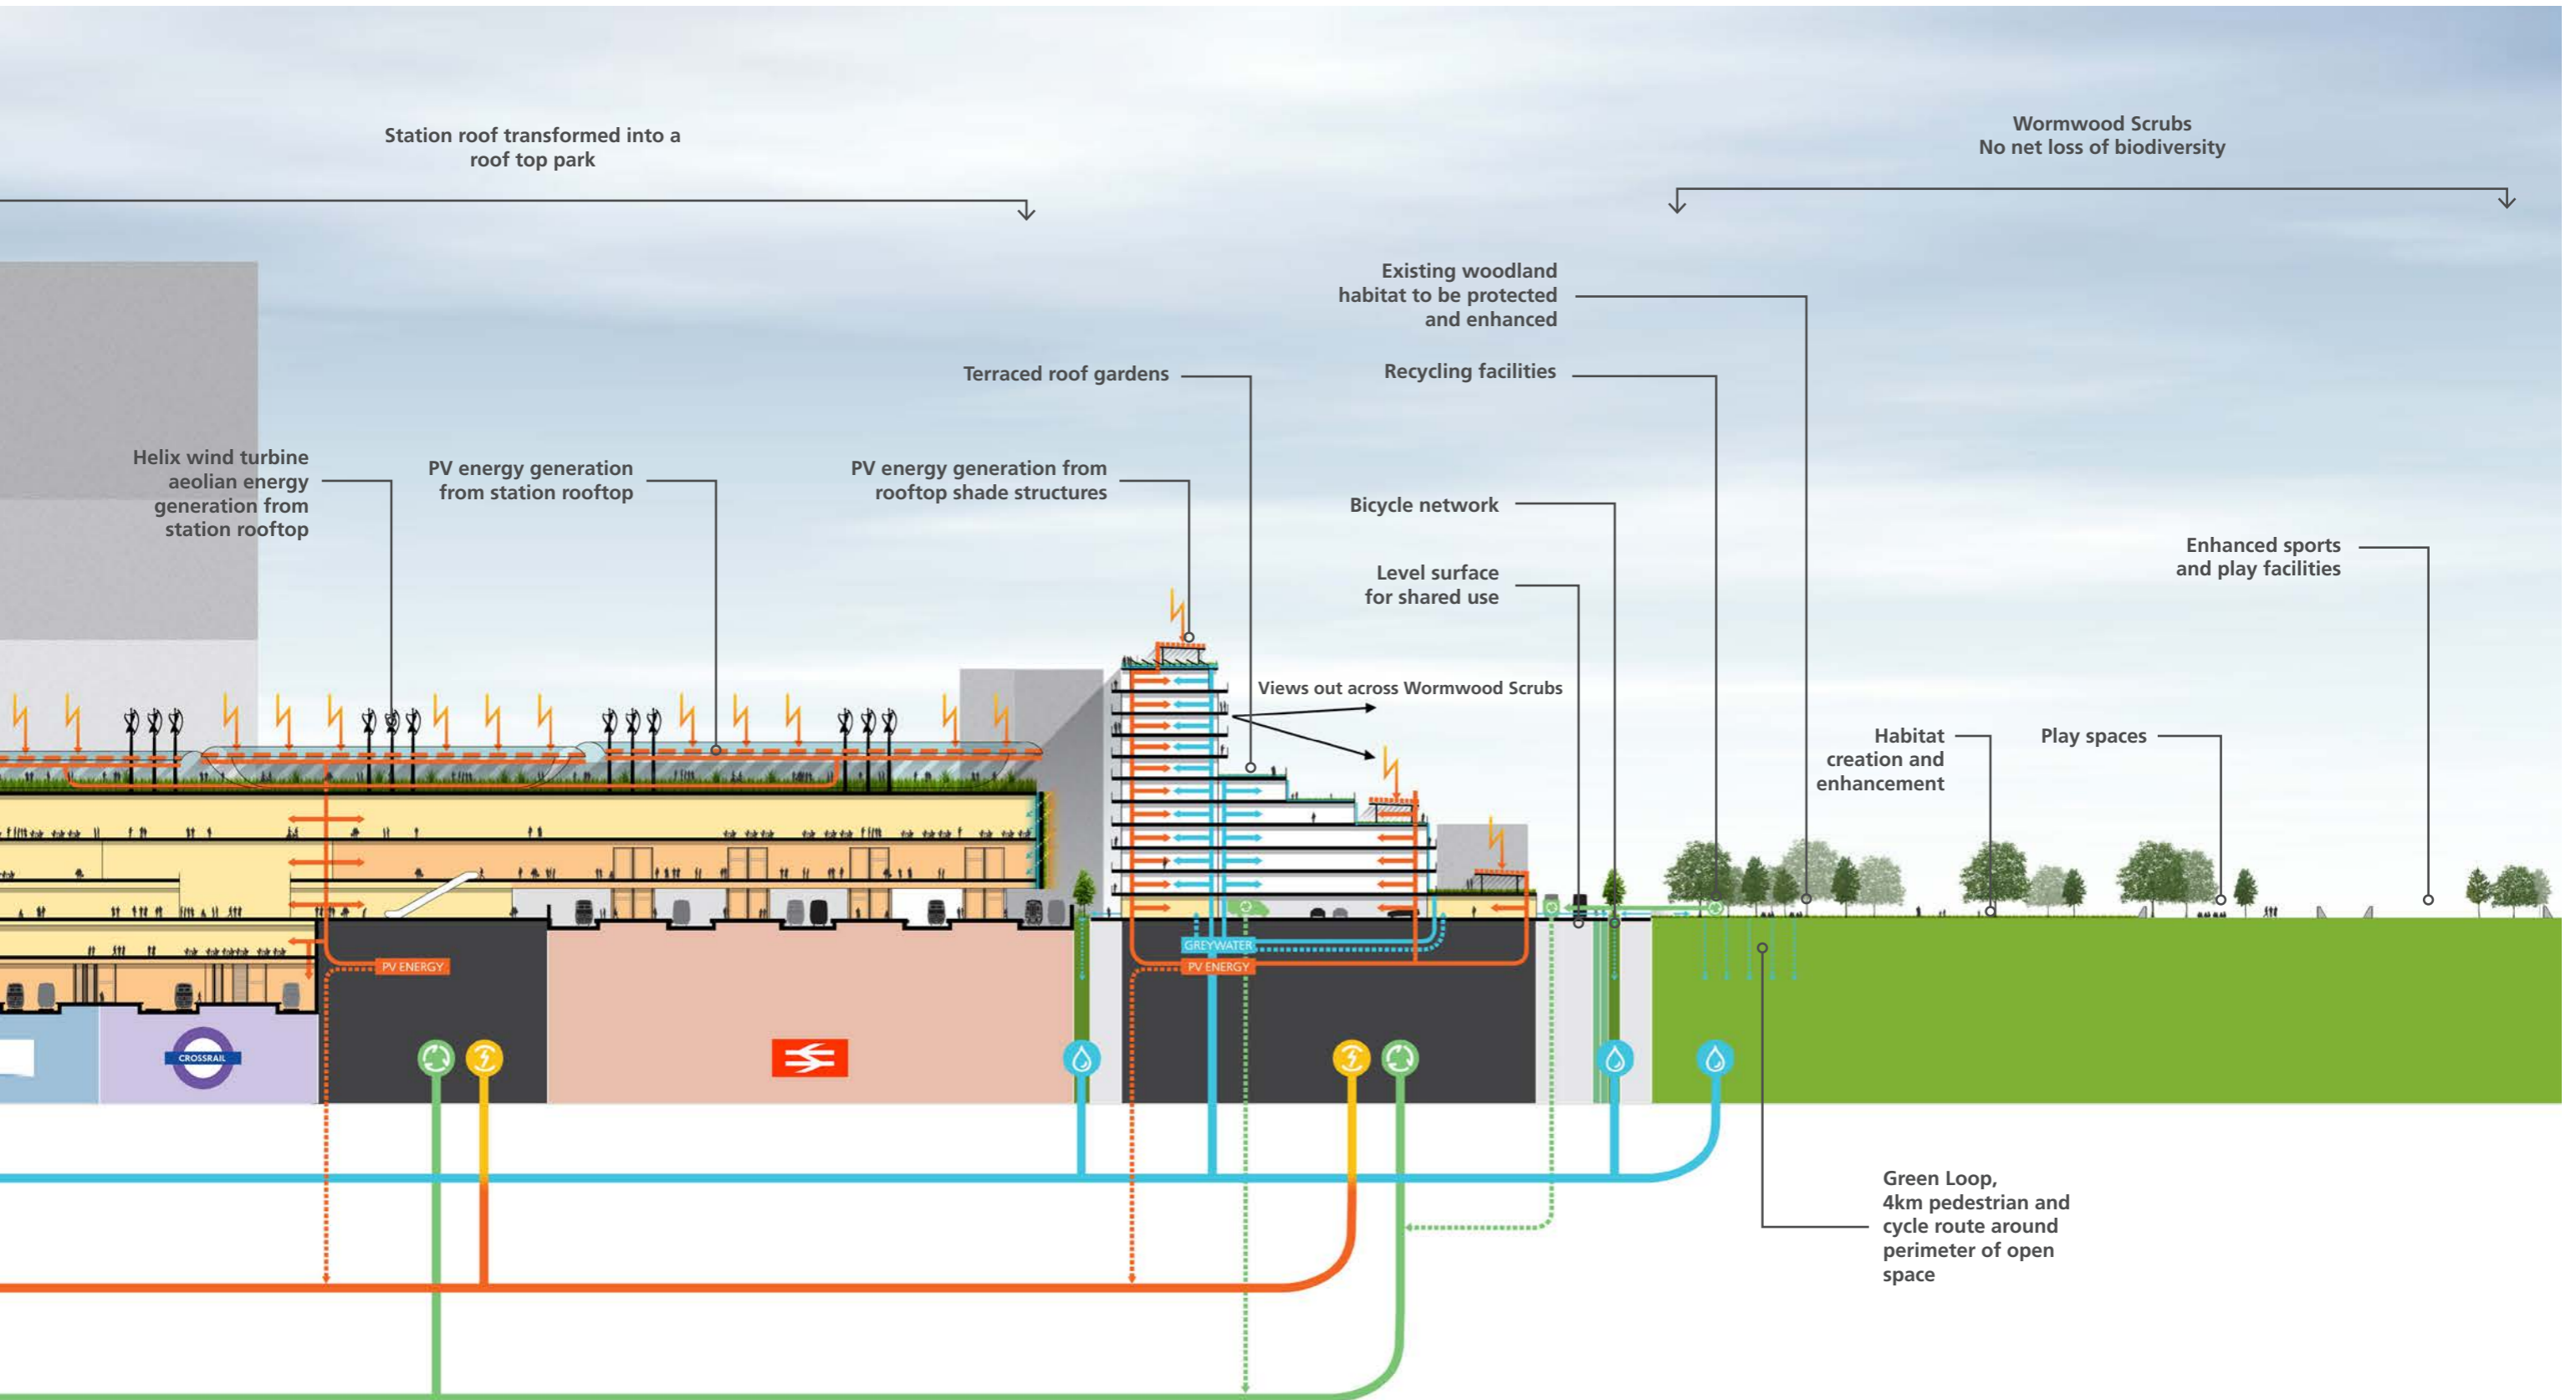 Station roof transformed into a
roof top park
Wormwood Scrubs
No net loss of biodiversity
Existing woodland
habitat to be protected
and enhanced
Terraced roof gardens
Recycling facilities
Helix wind turbine
aeolian energy
generation from
station rooftop
PV energy generation
from station rooftop
PV energy generation from
rooftop shade structures
Bicycle network
Level surface
for shared use
Enhanced sports
and play facilities
Views out across Wormwood Scrubs
Habitat
creation and
enhancement
Play spaces
GREYWATER
PV ENERGY
PV ENERGY
CROSSRAIL
Green Loop,
4km pedestrian and
cycle route around
perimeter of open
space